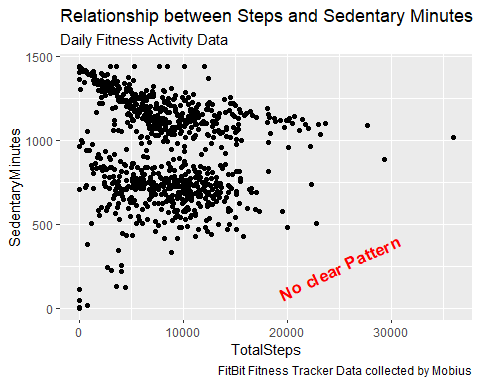 Relationship between Steps and Sedentary Minutes
Daily Fitness Activity Data
1500
1000
500
0
SedentaryMinutes
No clear Pattern
0 10000 20000 30000
TotalSteps
FitBit Fitness Tracker Data collected by Mobius